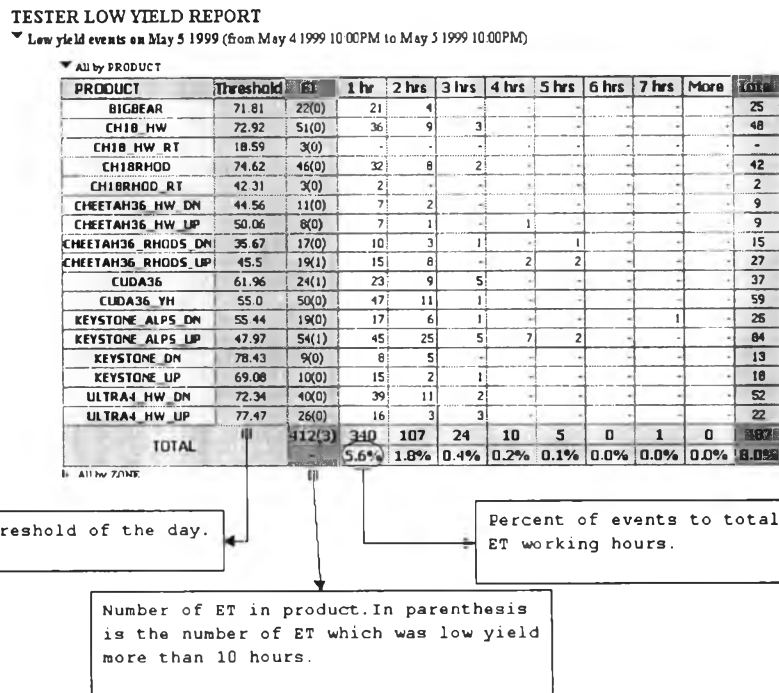 TESTER LOW YIELD REPORT
▼ Low yield events on May 5 1999 (from May 4 1999 10:00PM to May 5 1999 10:00PM)
▼ All by PRODUCT
PRODUCT Threshold ET 1 hr 2 hrs 3 hrs 4 hrs 5 hrs 6 hrs 7 hrs More Total
BIGBEAR 71.81 22(0) 21 4 - - - - - - 25
CH18_HW 72.92 51(0) 36 9 3 - - - - - 48
CH18_HW_RT 18.59 3(0) - - - - - - - - -
CH18RHOD 74.62 46(0) 32 8 2 - - - - - 42
CH18RHOD_RT 42.31 3(0) 2 - - - - - - - 2
CHEETAH36_HW_DN 44.56 11(0) 7 2 - - - - - - 9
CHEETAH36_HW_UP 50.06 8(0) 7 1 - 1 - - - - 9
CHEETAH36_RHODS_DN 35.67 17(0) 10 3 1 - 1 - - - 15
CHEETAH36_RHODS_UP 45.5 19(1) 15 8 - 2 2 - - - 27
CUDA36 61.96 24(1) 23 9 5 - - - - - 37
CUDA36_YH 55.0 50(0) 47 11 1 - - - - - 59
KEYSTONE_ALPS_DN 55.44 19(0) 17 6 1 - - - 1 -
KEYSTONE_ALPS_UP 47.97 54(1) 45 25 5 7 2 - - - 84
KEYSTONE_DN 78.43 9(0) 8 5 - - - - - - 13
KEYSTONE_UP 69.08 10(0) 15 2 1 - - - - - 18
ULTRA4_HW_DN 72.34 40(0) 39 11 2 - - - - - 52
ULTRA4_HW_UP 77.47 26(0) 16 3 3 - - - - - 22
TOTAL 412(3) 340 107 24 10 5 0 1 0 487
- 5.6% 1.8% 0.4% 0.2% 0.1% 0.0% 0.0% 0.0% 8.0%
All by ZONE
reshold of the day.
Percent of events to total
ET working hours.
Number of ET in product.In parenthesis
is the number of ET which was low yield
more than 10 hours.